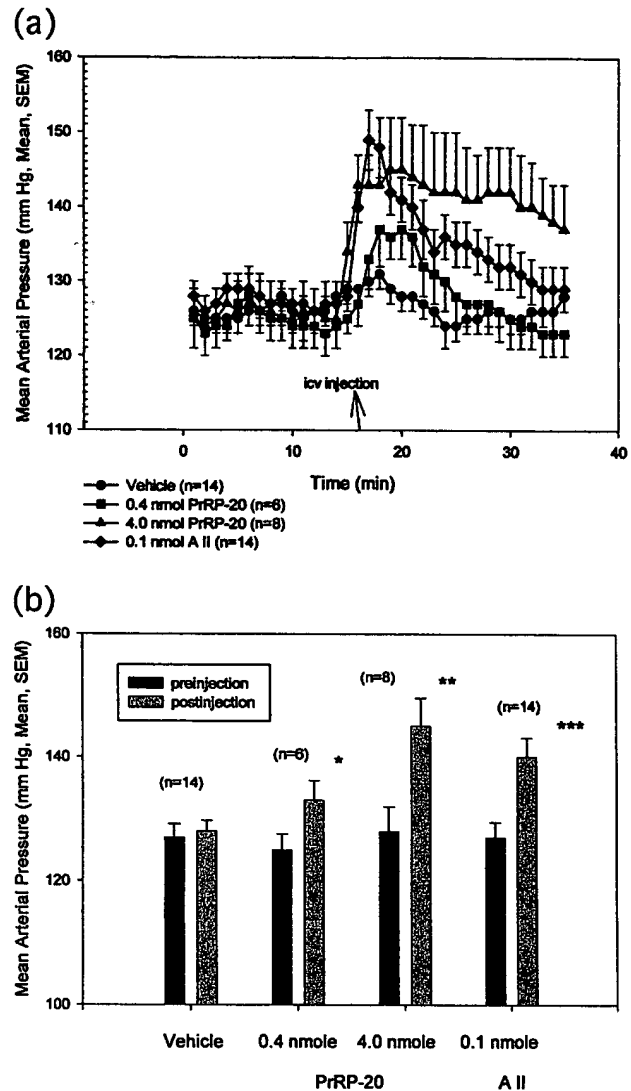 (a)
160
150
140
130
120
110
Mean Arterial Pressure (mm Hg, Mean, SEM)
icv injection
0
10
20
30
40
Time (min)
Vehicle (n=14)
0.4 nmol PrRP-20 (n=6)
4.0 nmol PrRP-20 (n=8)
0.1 nmol A II (n=14)
(b)
160
140
120
100
Mean Arterial Pressure (mm Hg, Mean, SEM)
preinjection
postinjection
(n=14)
(n=6)
*
(n=8)
**
(n=14)
***
Vehicle
0.4 nmole
4.0 nmole
0.1 nmole
PrRP-20
A II